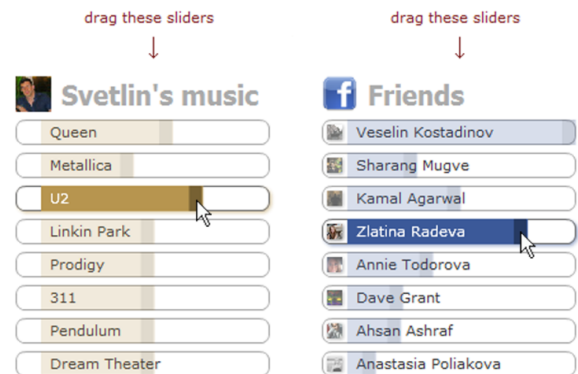 drag these sliders
drag these sliders
Svetlin's music
Queen
Metallica
U2
Linkin Park
Prodigy
311
Pendulum
Dream Theater
f Friends
Veselin Kostadinov
Sharang Mugve
Kamal Agarwal
Zlatina Radeva
Annie Todorova
Dave Grant
Ahsan Ashraf
Anastasia Poliakova